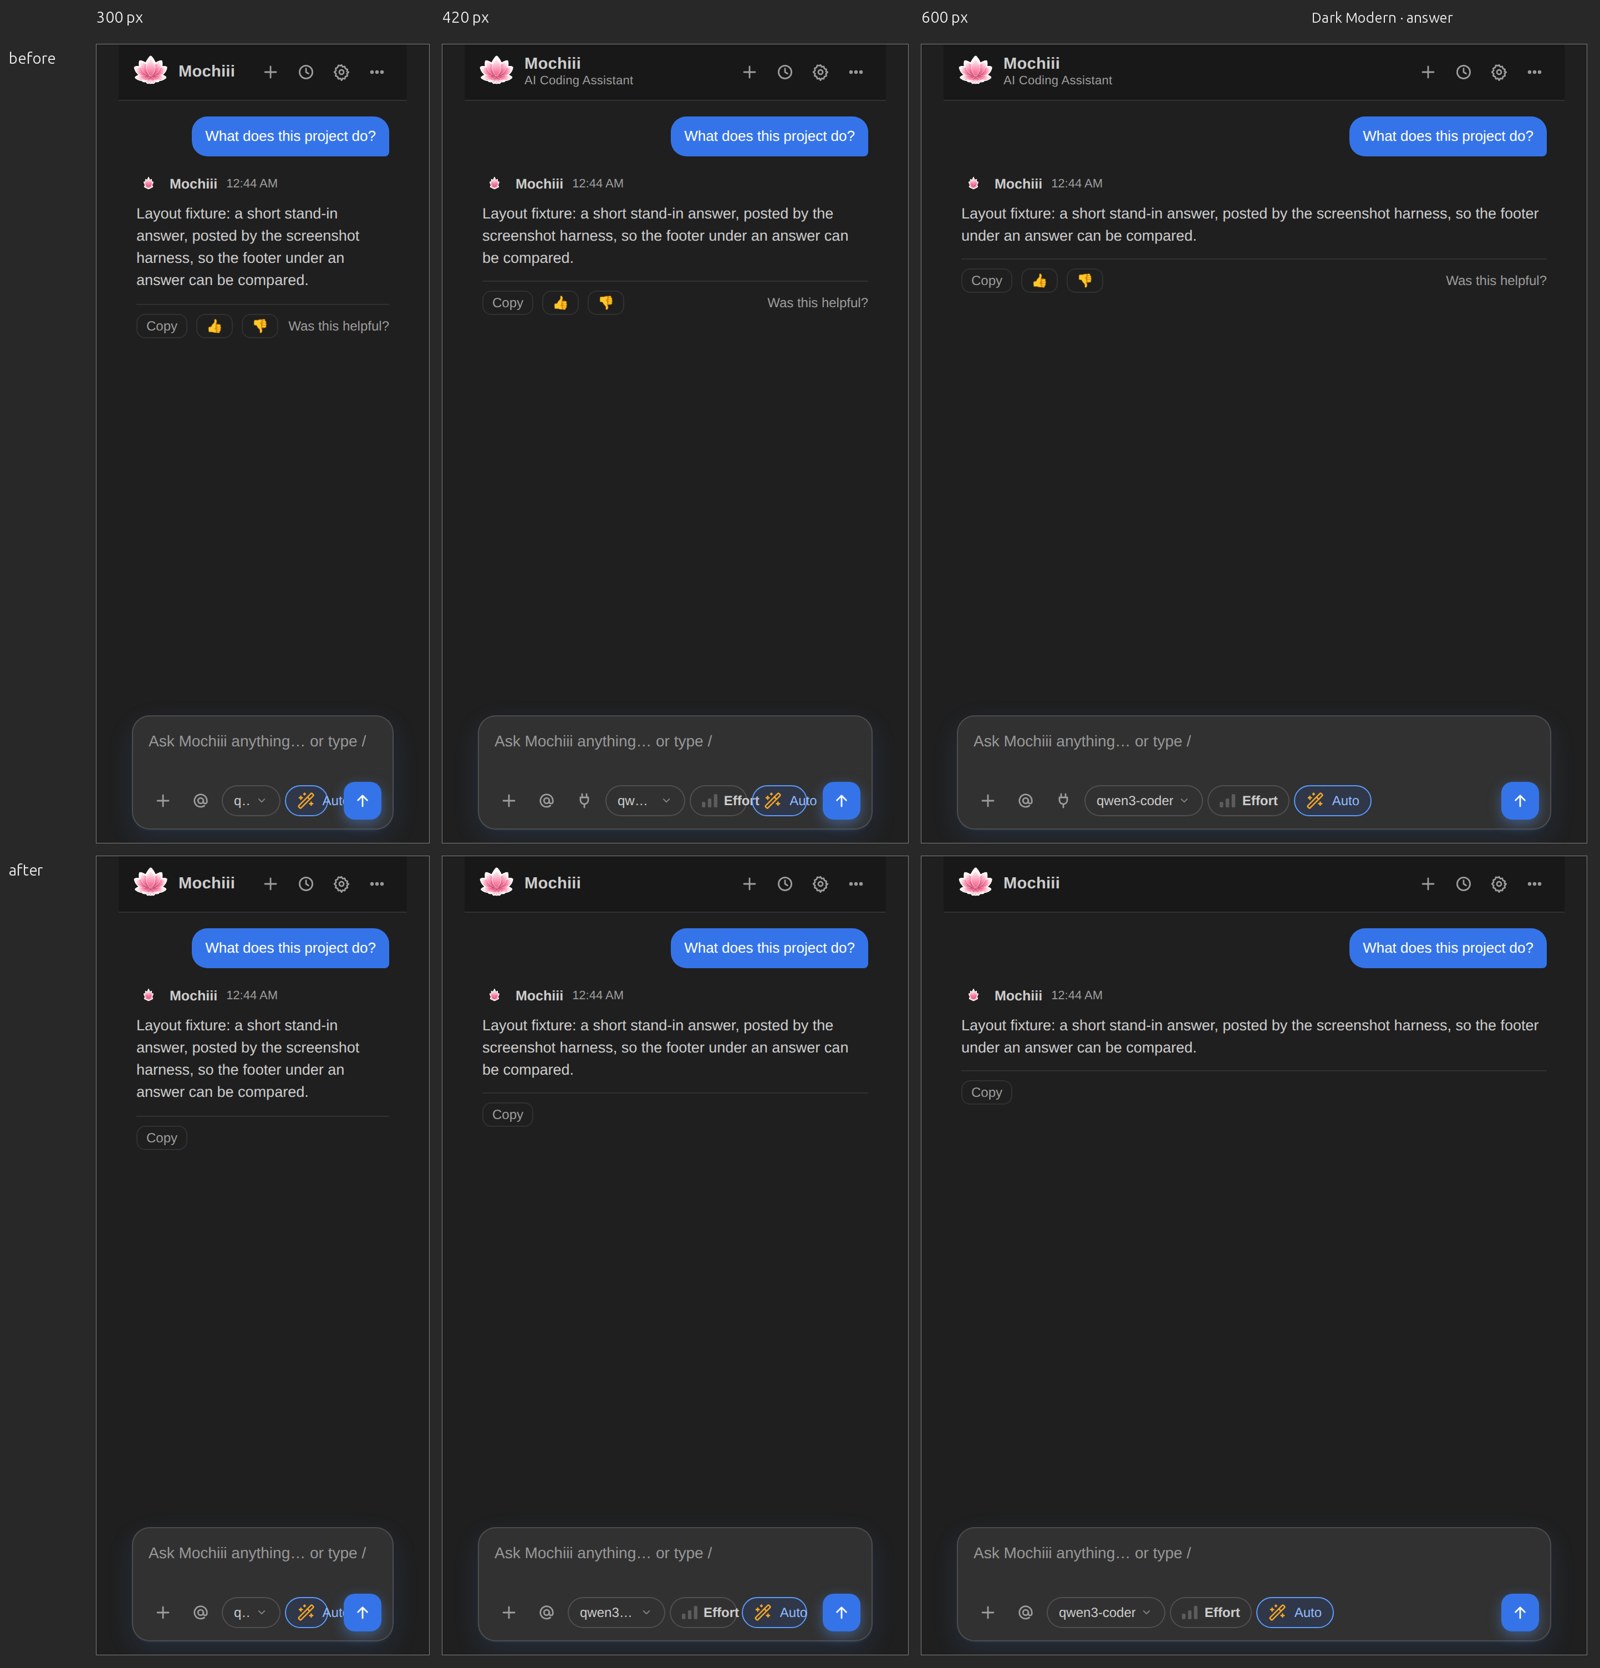 300 px
420 px
600 px
Dark Modern · answer
before
Mochiii
What does this project do?
Mochiii 12:44 AM
Layout fixture: a short stand-in
answer, posted by the screenshot
harness, so the footer under an
answer can be compared.
Copy 👍 👎 Was this helpful?
Ask Mochiii anything… or type /
@ q.. Auto
Mochiii
AI Coding Assistant
What does this project do?
Mochiii 12:44 AM
Layout fixture: a short stand-in answer, posted by the
screenshot harness, so the footer under an answer can
be compared.
Copy 👍 👎 Was this helpful?
Ask Mochiii anything… or type /
@ qw… Effort Auto
Mochiii
AI Coding Assistant
What does this project do?
Mochiii 12:44 AM
Layout fixture: a short stand-in answer, posted by the screenshot harness, so the footer
under an answer can be compared.
Copy 👍 👎 Was this helpful?
Ask Mochiii anything… or type /
@ qwen3-coder Effort Auto
after
Mochiii
What does this project do?
Mochiii 12:44 AM
Layout fixture: a short stand-in
answer, posted by the screenshot
harness, so the footer under an
answer can be compared.
Copy
Ask Mochiii anything… or type /
@ q.. Auto
Mochiii
What does this project do?
Mochiii 12:44 AM
Layout fixture: a short stand-in answer, posted by the
screenshot harness, so the footer under an answer can
be compared.
Copy
Ask Mochiii anything… or type /
@ qwen3… Effort Auto
Mochiii
What does this project do?
Mochiii 12:44 AM
Layout fixture: a short stand-in answer, posted by the screenshot harness, so the footer
under an answer can be compared.
Copy
Ask Mochiii anything… or type /
@ qwen3-coder Effort Auto